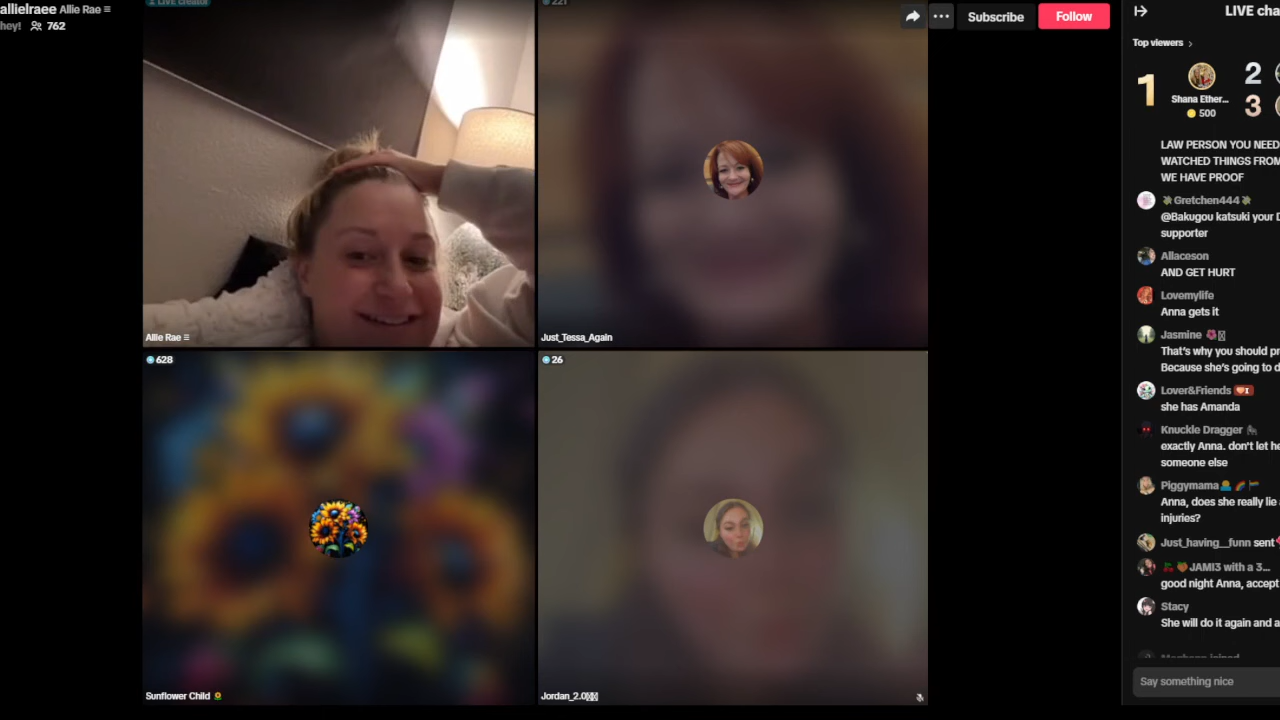 allielraee Allie Rae
hey! 762
LIVE creator
221
Subscribe
Follow
LIVE cha
Top viewers
1
Shana Ether...
500
2
3
LAW PERSON YOU NEED
WATCHED THINGS FROM
WE HAVE PROOF
Gretchen444
@Bakugou katsuki your D
supporter
Allaceson
AND GET HURT
Lovemylife
Anna gets it
Jasmine
That's why you should pr
Because she's going to d
Lover&Friends
she has Amanda
Knuckle Dragger
exactly Anna. don't let he
someone else
Piggymama
Anna, does she really lie
injuries?
Just_having__funn sent
JAMI3 with a 3...
good night Anna, accept
Stacy
She will do it again and a
joined
Say something nice
Allie Rae
Just_Tessa_Again
628
26
Sunflower Child
Jordan_2.0